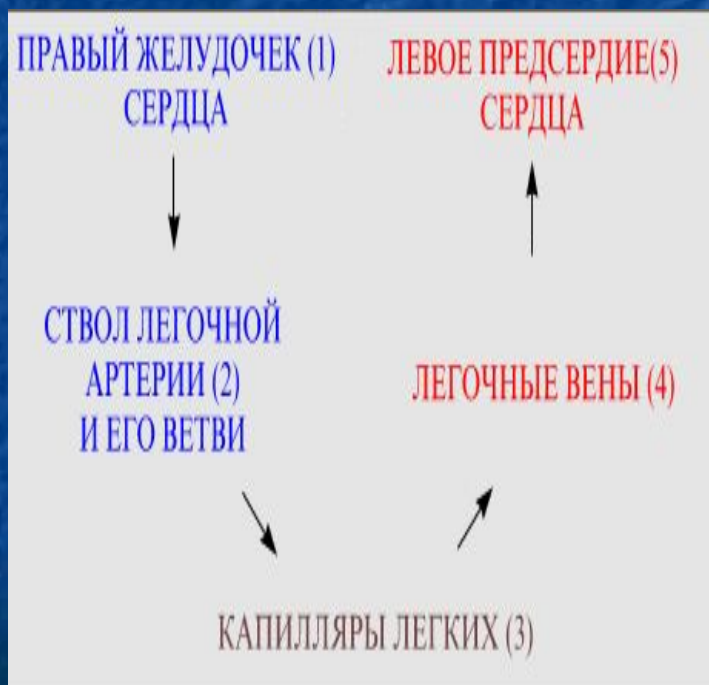 ПРАВЫЙ ЖЕЛУДОЧЕК (1)
СЕРДЦА
СТВОЛ ЛЕГОЧНОЙ
АРТЕРИИ (2)
И ЕГО ВЕТВИ
КАПИЛЛЯРЫ ЛЕГКИХ (3)
ЛЕГОЧНЫЕ ВЕНЫ (4)
ЛЕВОЕ ПРЕДСЕРДИЕ(5)
СЕРДЦА